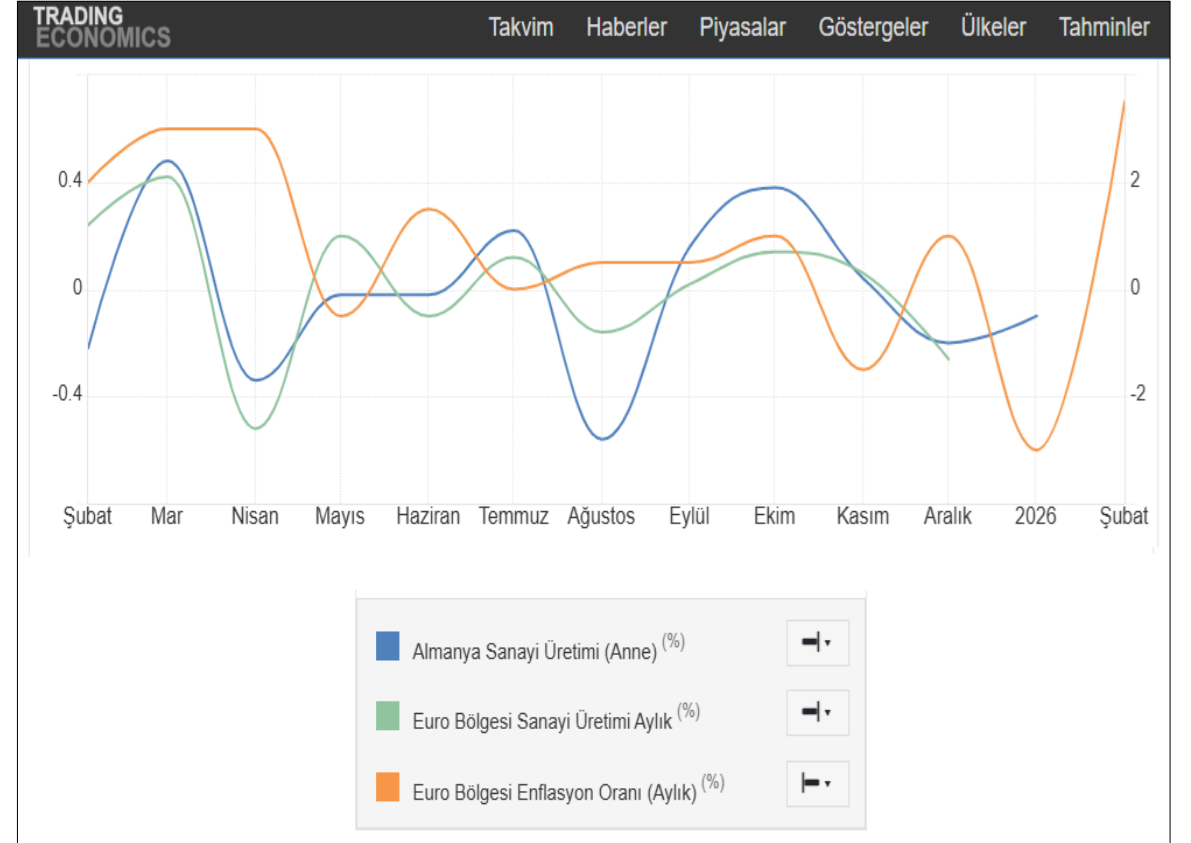 TRADING
ECONOMICS
Takvim Haberler Piyasalar Göstergeler Ülkeler Tahminler
0.4 2
0 0
-0.4 -2
Şubat Mar Nisan Mayıs Haziran Temmuz Ağustos Eylül Ekim Kasım Aralık 2026 Şubat
Almanya Sanayi Üretimi (Anne) (%)
Euro Bölgesi Sanayi Üretimi Aylık (%)
Euro Bölgesi Enflasyon Oranı (Aylık) (%)